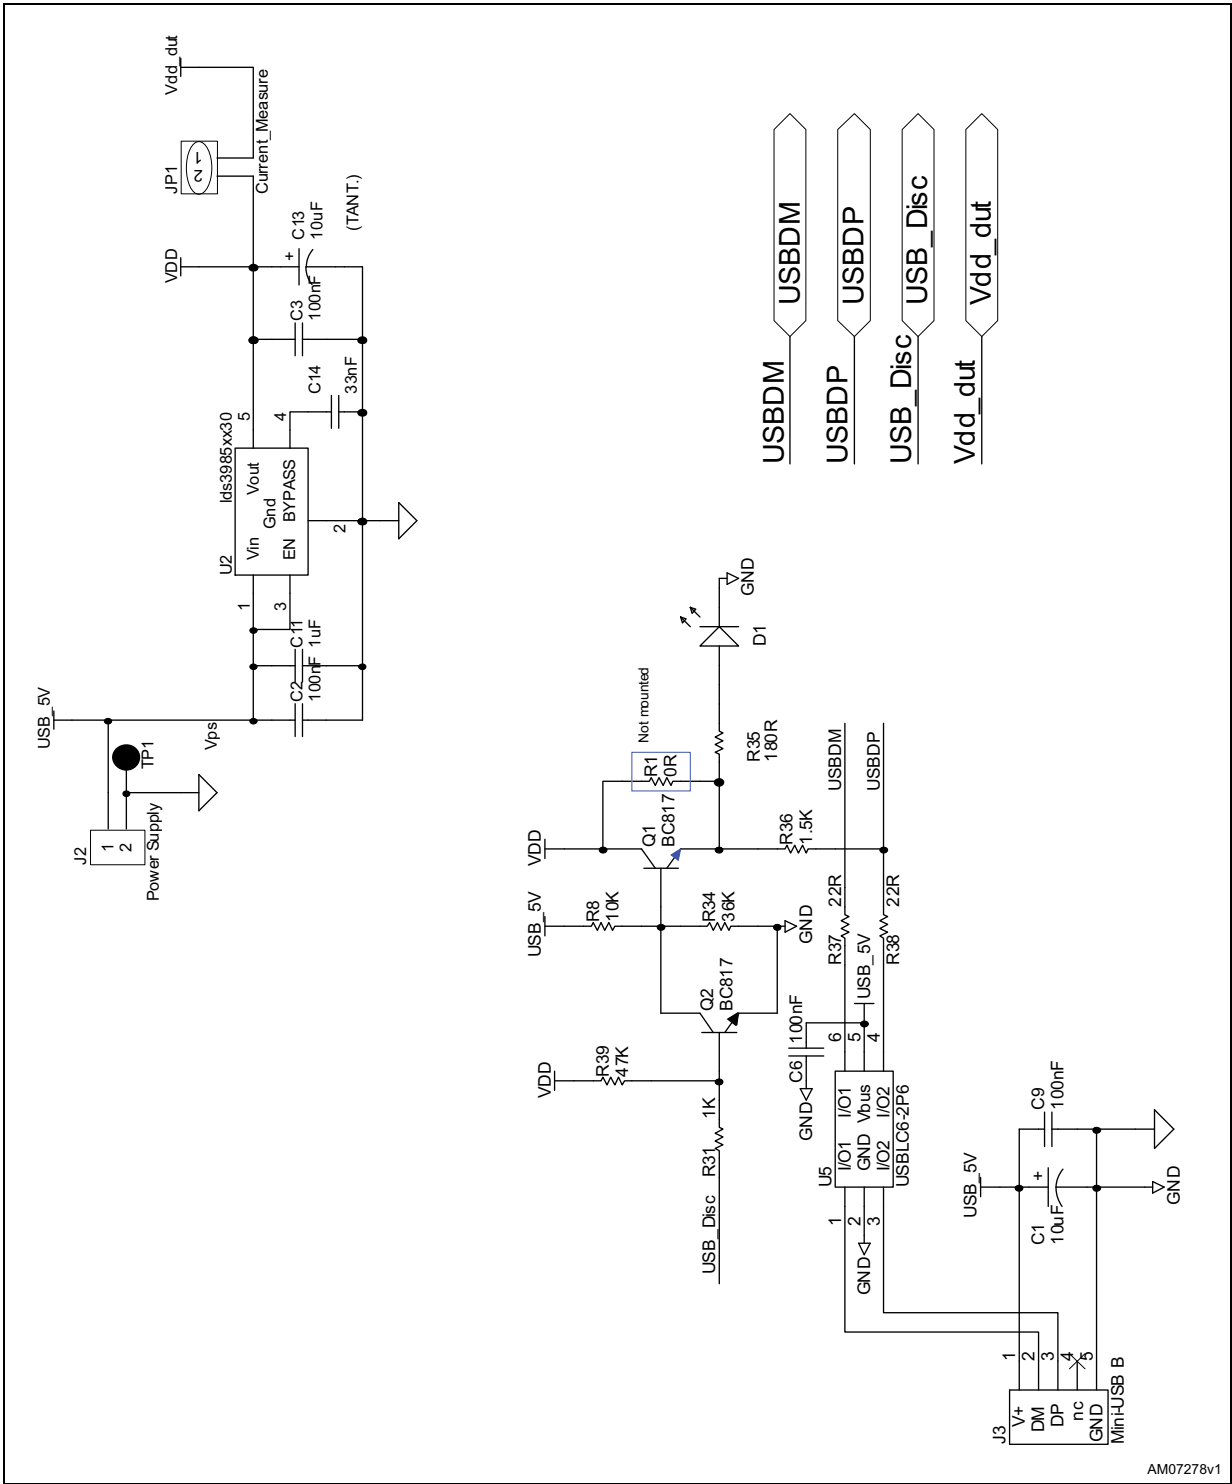 J2
1
2
Power Supply
TP1
USB_5V
Vps
C2
100nF
C11
1uF
1
3
U2
lds3985xx30
Vin
Vout
Gnd
EN
BYPASS
5
4
2
C14
33nF
C3
100nF
VDD
+
C13
10uF
(TANT.)
JP1
2
1
Current_Measure
Vdd_dut
USB_Disc
R31
1K
VDD
R39
47K
Q2
BC817
USB_5V
R8
10K
R34
36K
GND
VDD
Q1
BC817
R1
0R
Not mounted
R36
1.5K
R35
180R
D1
GND
J3
V+
DM
DP
nc
GND
Mini-USB B
1
2
3
4
5
USB_5V
C1
10uF
+
C9
100nF
GND
GND
1
2
3
U5
I/O1
I/O1
GND
Vbus
I/O2
I/O2
USBLC6-2P6
6
5
4
GND
C6
100nF
USB_5V
R37
22R
R38
22R
USBDM
USBDP
USBDM
USBDM
USBDP
USBDP
USB_Disc
USB_Disc
Vdd_dut
Vdd_dut
AM07278v1